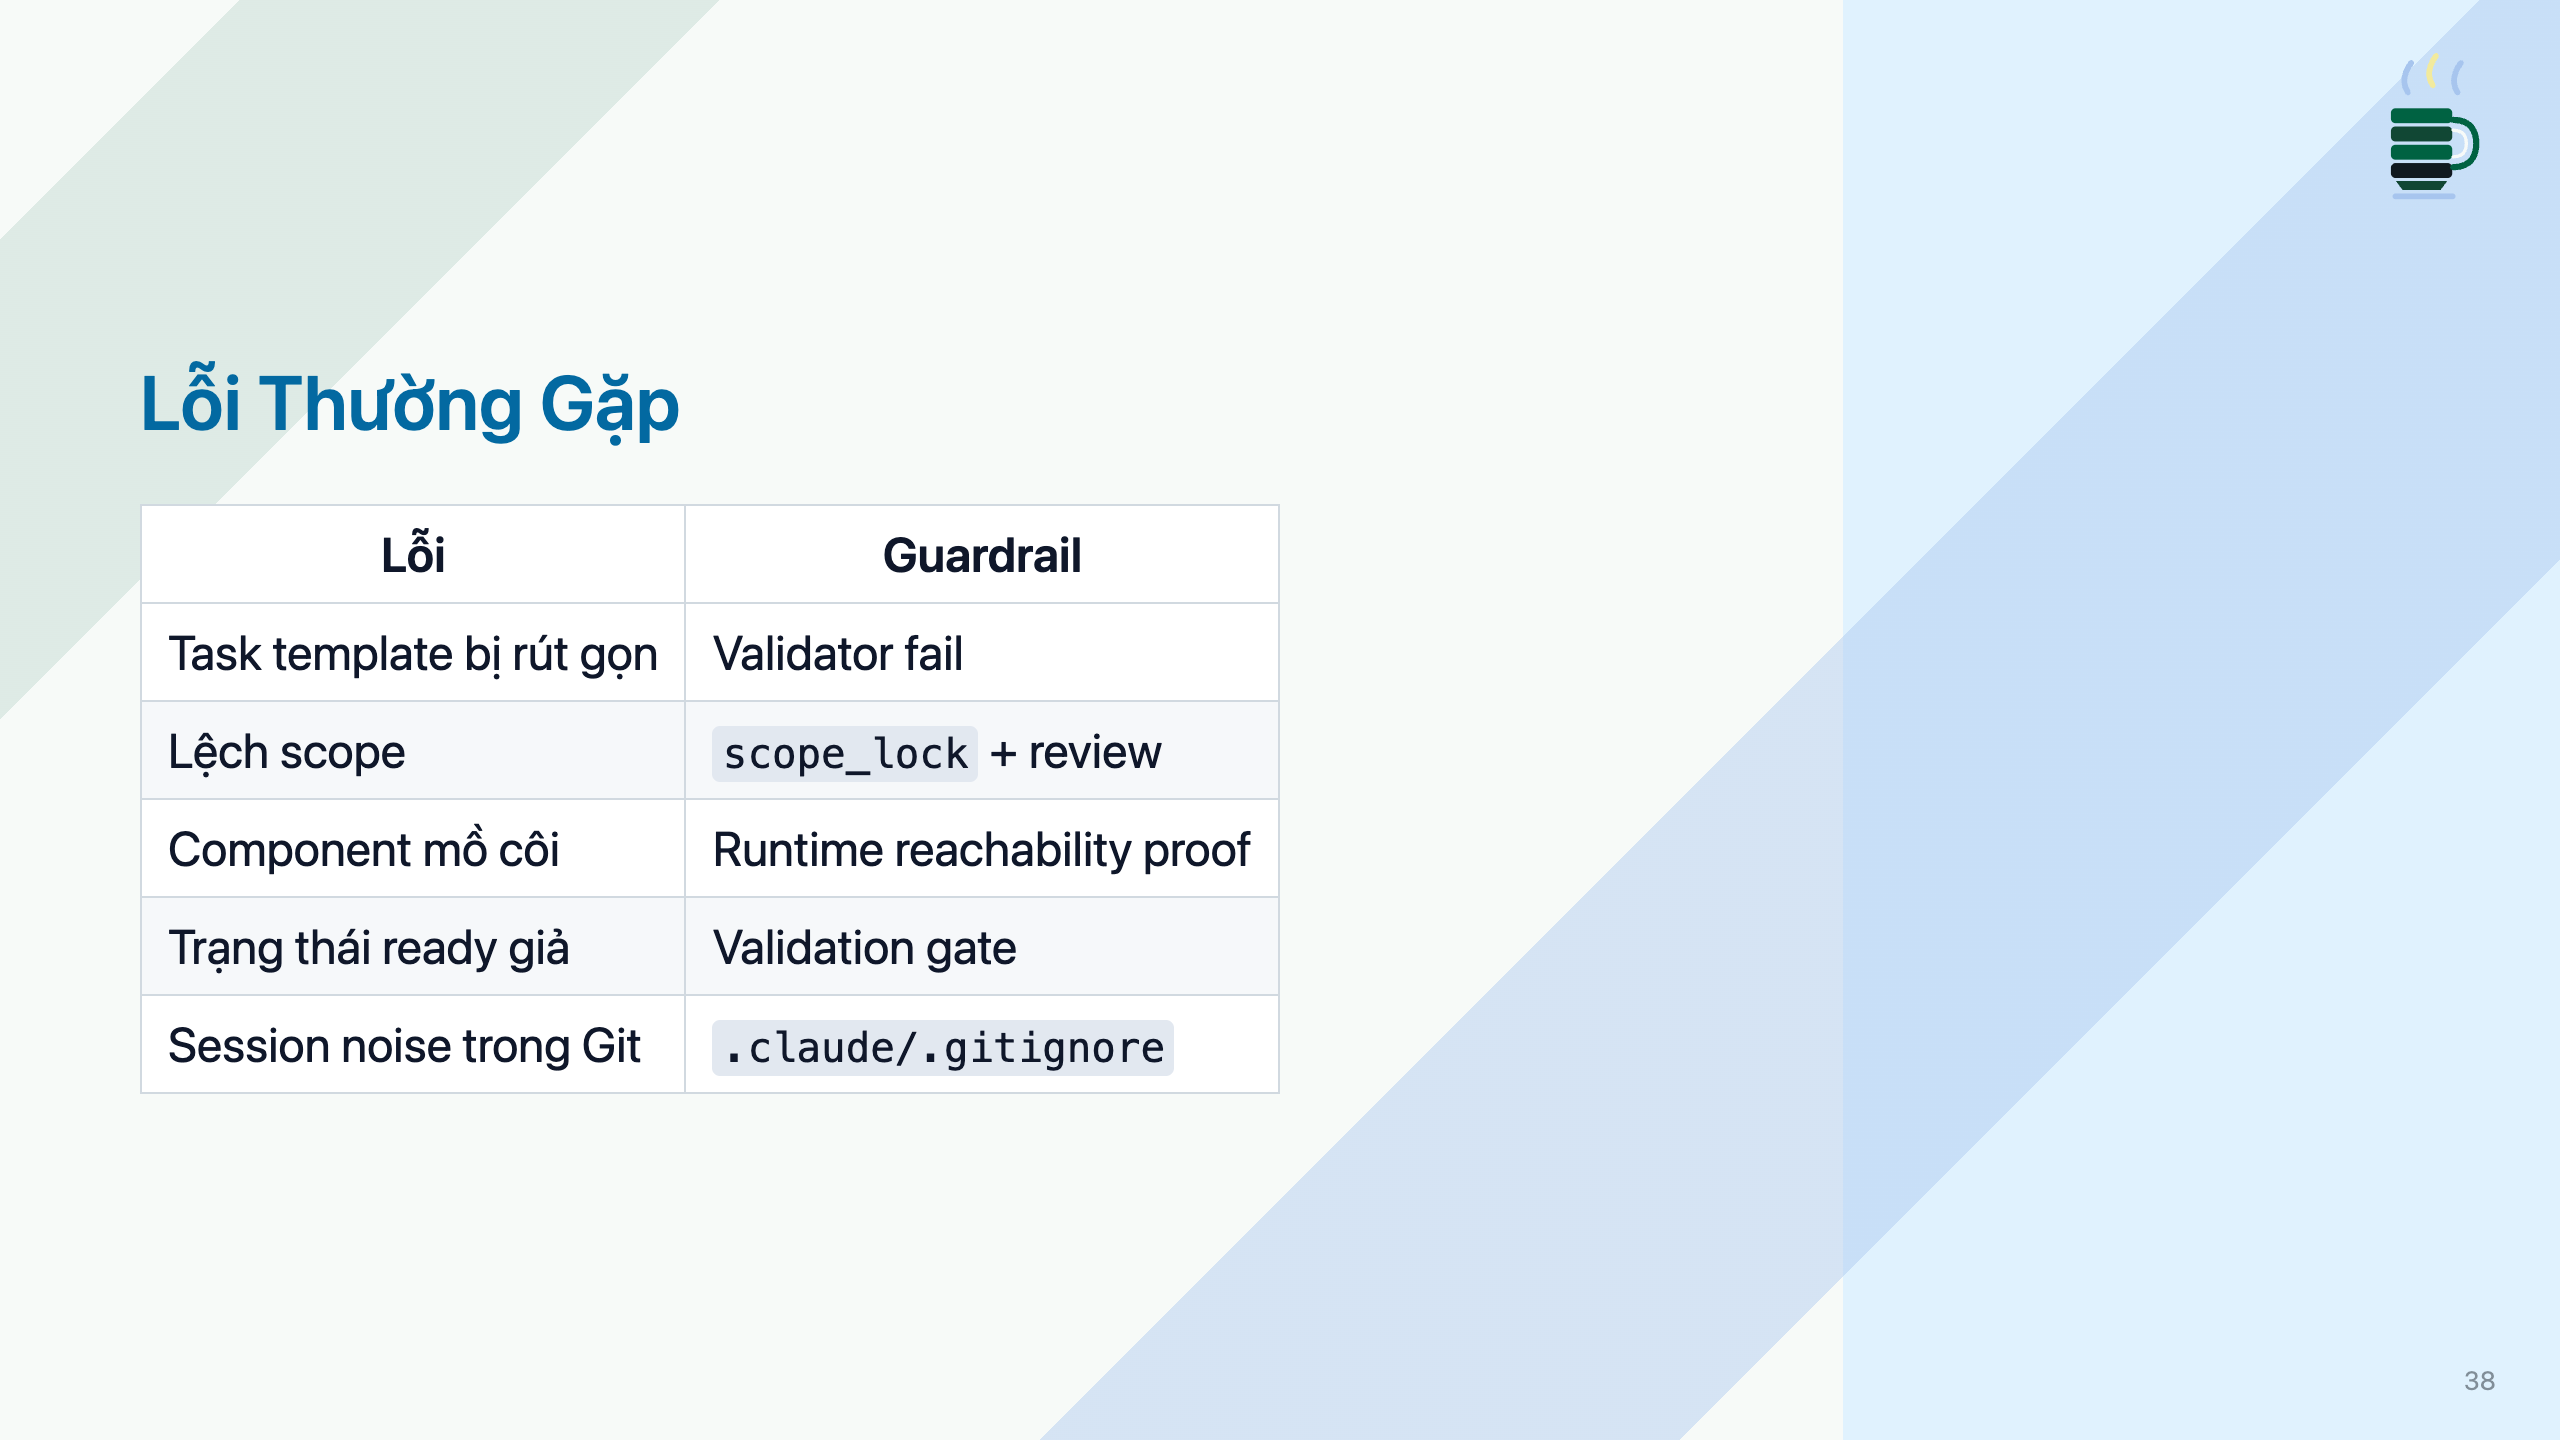 Lỗi Thường Gặp
Lỗi Guardrail
Task template bị rút gọn Validator fail
Lệch scope scope_lock + review
Component mồ côi Runtime reachability proof
Trạng thái ready giả Validation gate
Session noise trong Git .claude/.gitignore
38